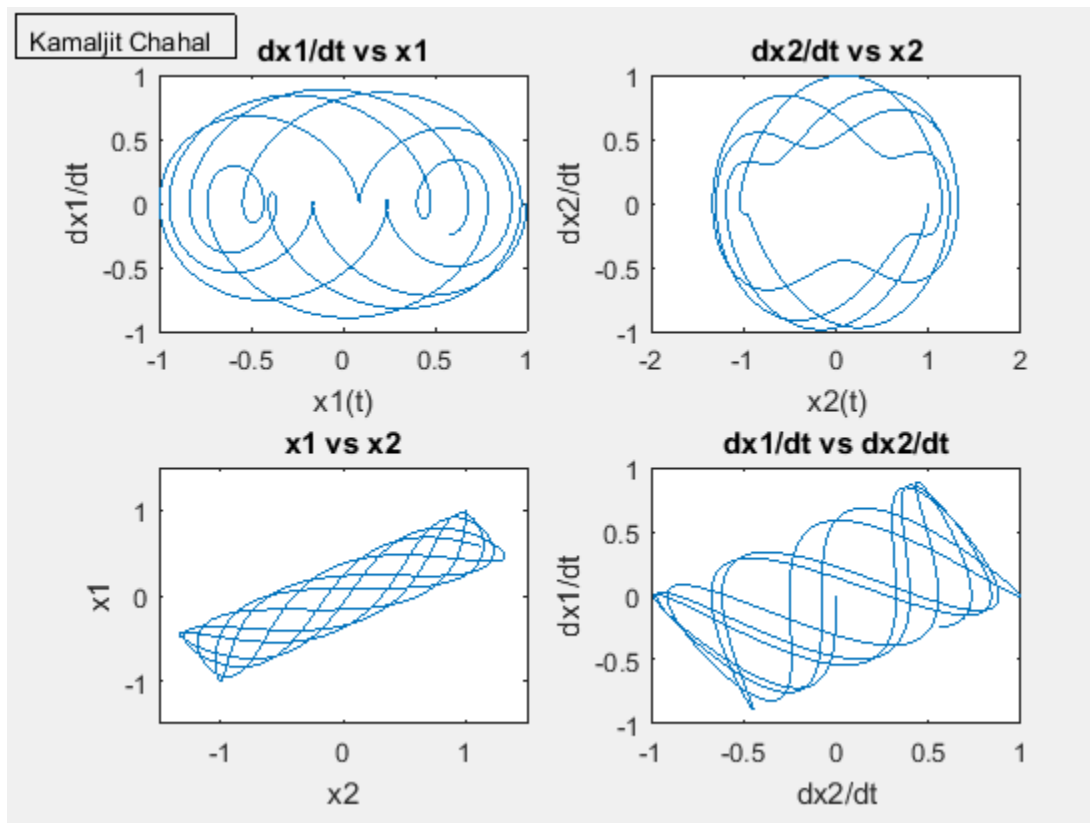 Kamaljit Chahal
dx1/dt vs x1
1
0.5
0
-0.5
-1
dx1/dt
-1 -0.5 0 0.5 1
x1(t)
dx2/dt vs x2
1
0.5
0
-0.5
-1
dx2/dt
-2 -1 0 1 2
x2(t)
x1 vs x2
1
0
-1
x1
-1 0 1
x2
dx1/dt vs dx2/dt
1
0.5
0
-0.5
-1
dx1/dt
-1 -0.5 0 0.5 1
dx2/dt